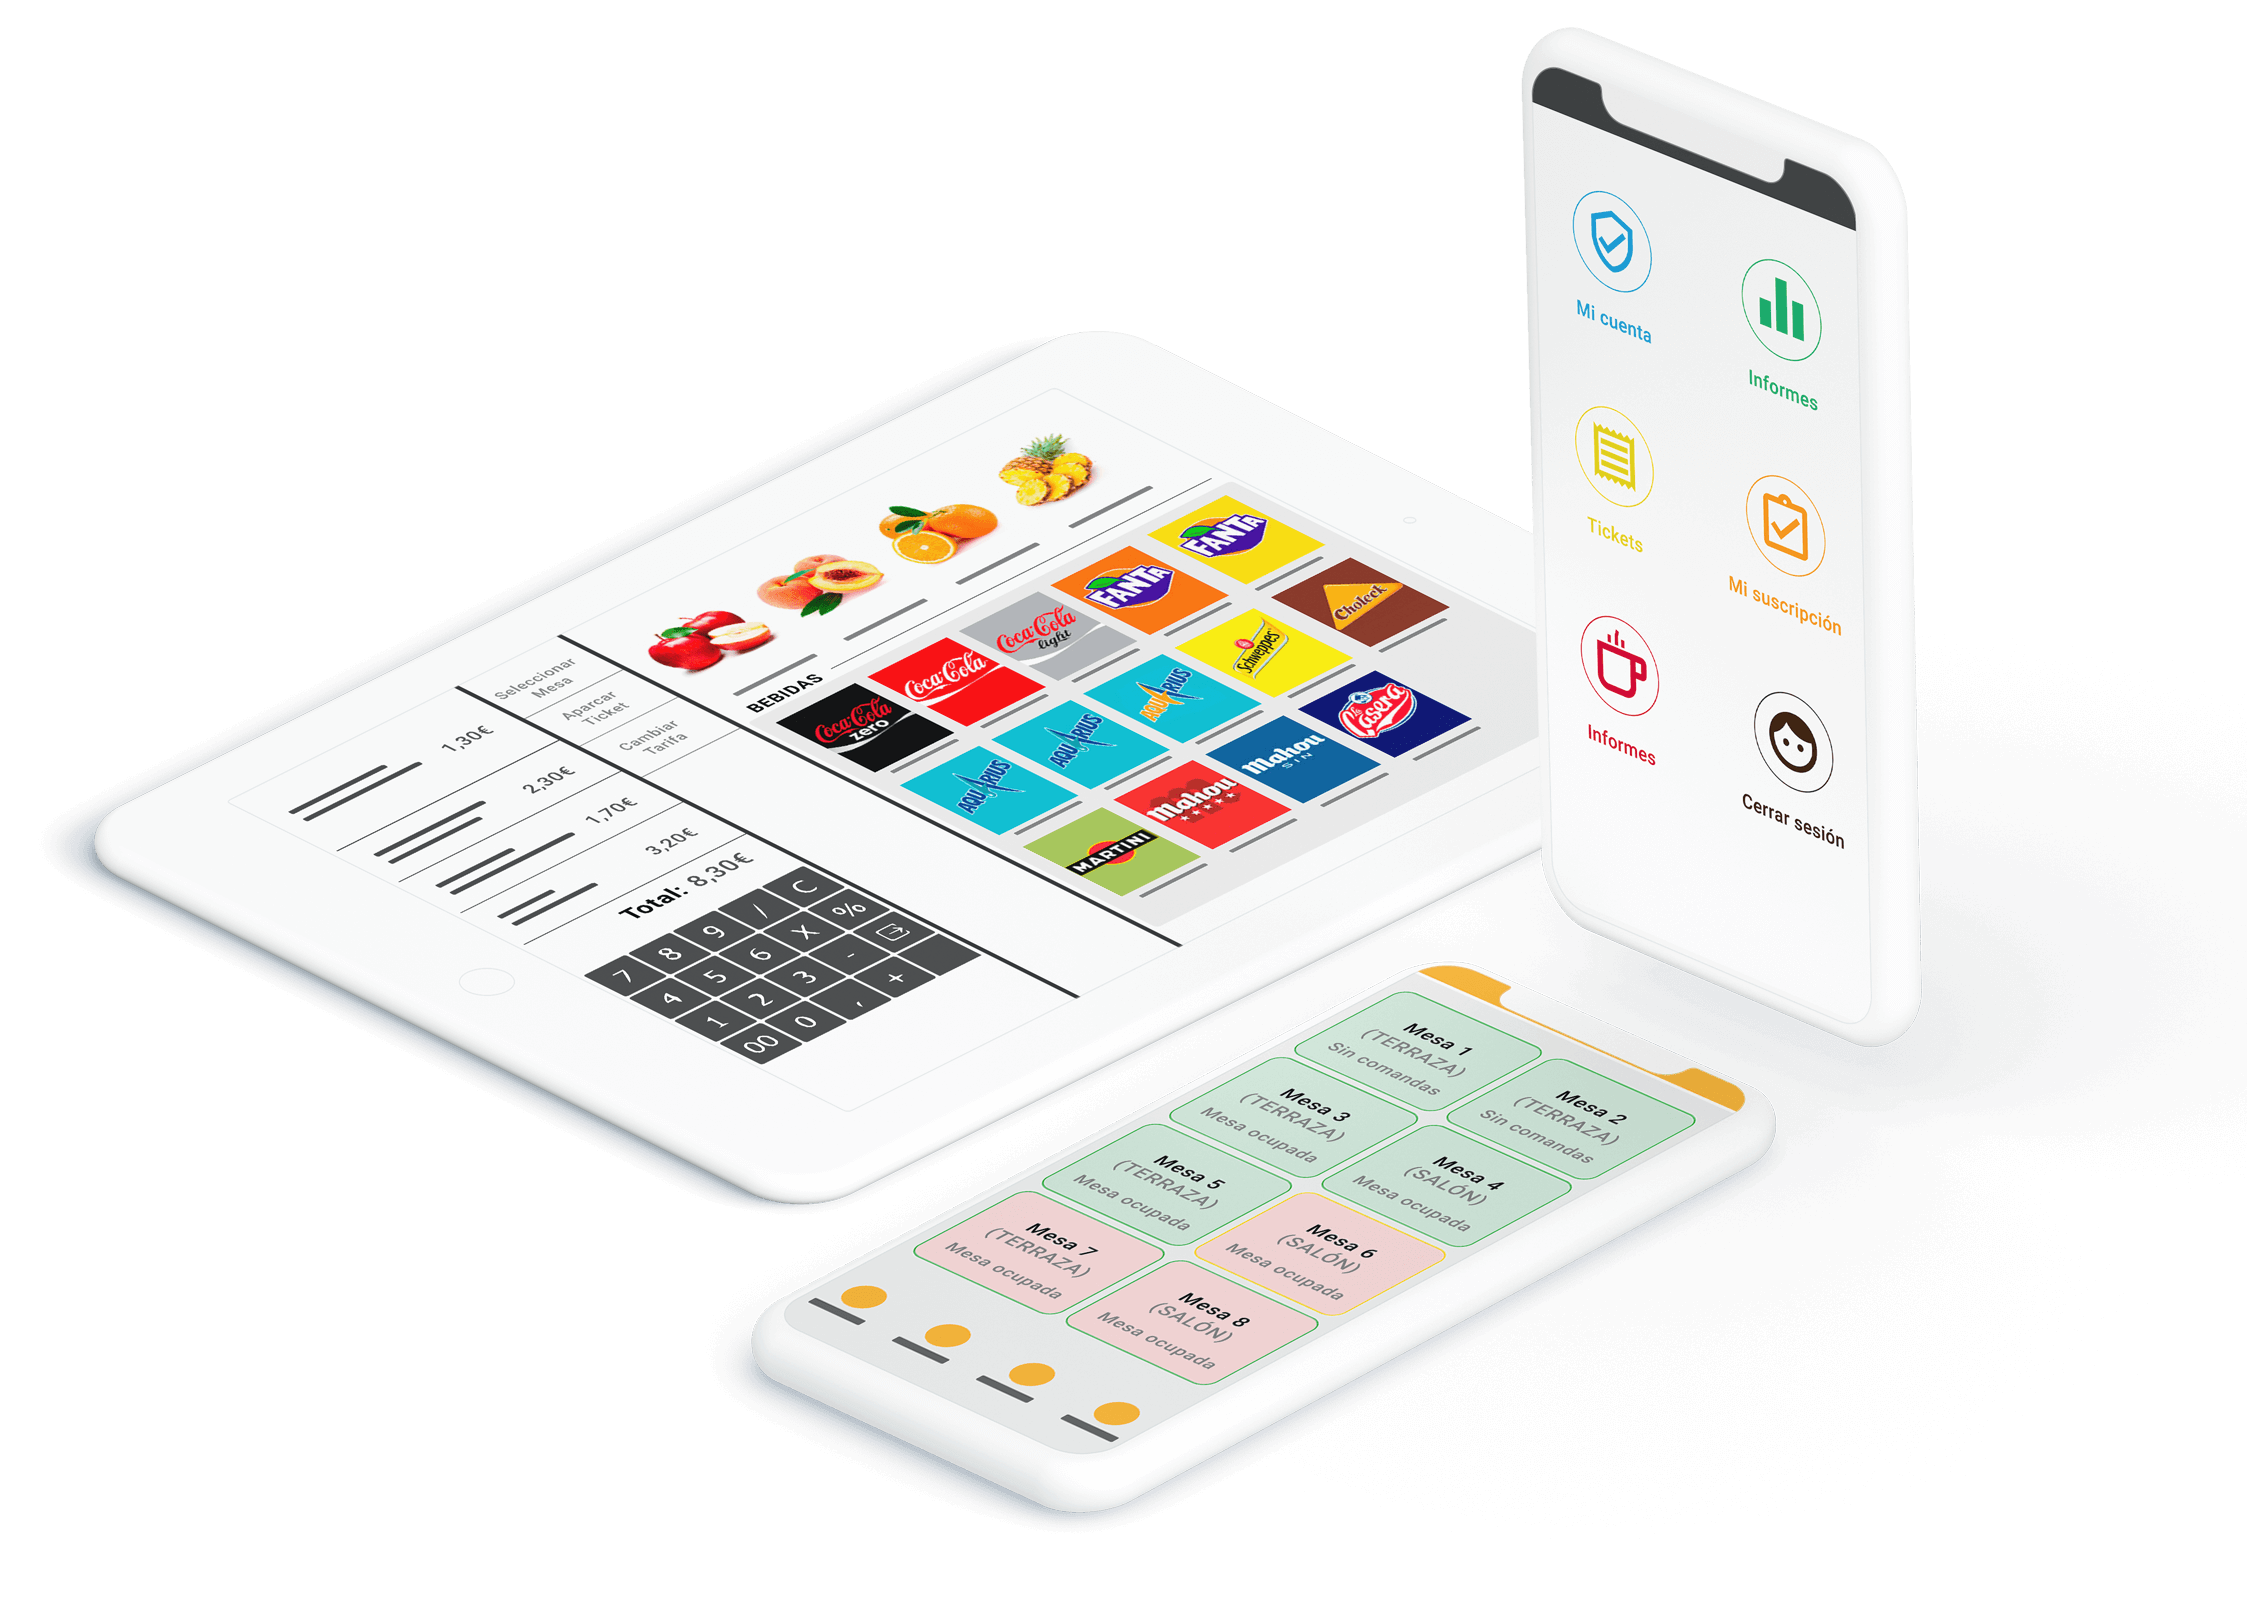 1,30€
2,30€
1,70€
3,20€
Total: 8,30€
7 8 9 / C
4 5 6 X %
1 2 3 -
00 0 , +
Seleccionar
Mesa
Aparcar
Ticket
Cambiar
Tarifa
BEBIDAS
Coca-Cola
zero
Coca-Cola
Coca-Cola
light
FANTA
FANTA
AQUARIUS
AQUARIUS
AQUARIUS
Schweppes
Choleck
MARTINI
Mahou
Mahou
SIN
La
Casera
Mi cuenta
Informes
Tickets
Mi suscripción
Informes
Cerrar sesión
Mesa 1
(TERRAZA)
Sin comandas
Mesa 2
(TERRAZA)
Sin comandas
Mesa 3
(TERRAZA)
Mesa ocupada
Mesa 4
(SALÓN)
Mesa ocupada
Mesa 5
(TERRAZA)
Mesa ocupada
Mesa 6
(SALÓN)
Mesa ocupada
Mesa 7
(TERRAZA)
Mesa ocupada
Mesa 8
(SALÓN)
Mesa ocupada